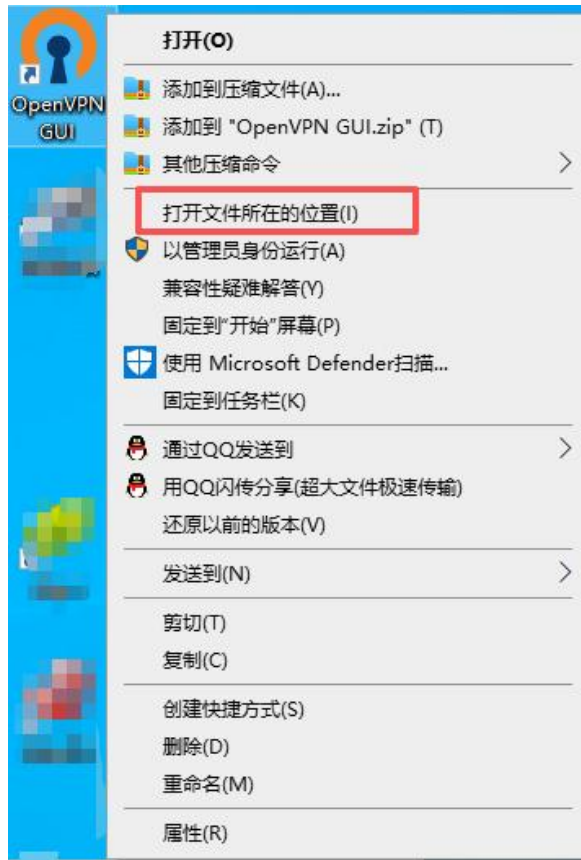 OpenVPN
GUI
打开(O)
添加到压缩文件(A)...
添加到 "OpenVPN GUI.zip" (T)
其他压缩命令
打开文件所在的位置(I)
以管理员身份运行(A)
兼容性疑难解答(Y)
固定到"开始"屏幕(P)
使用 Microsoft Defender扫描...
固定到任务栏(K)
通过QQ发送到
用QQ闪传分享(超大文件极速传输)
还原以前的版本(V)
发送到(N)
剪切(T)
复制(C)
创建快捷方式(S)
删除(D)
重命名(M)
属性(R)